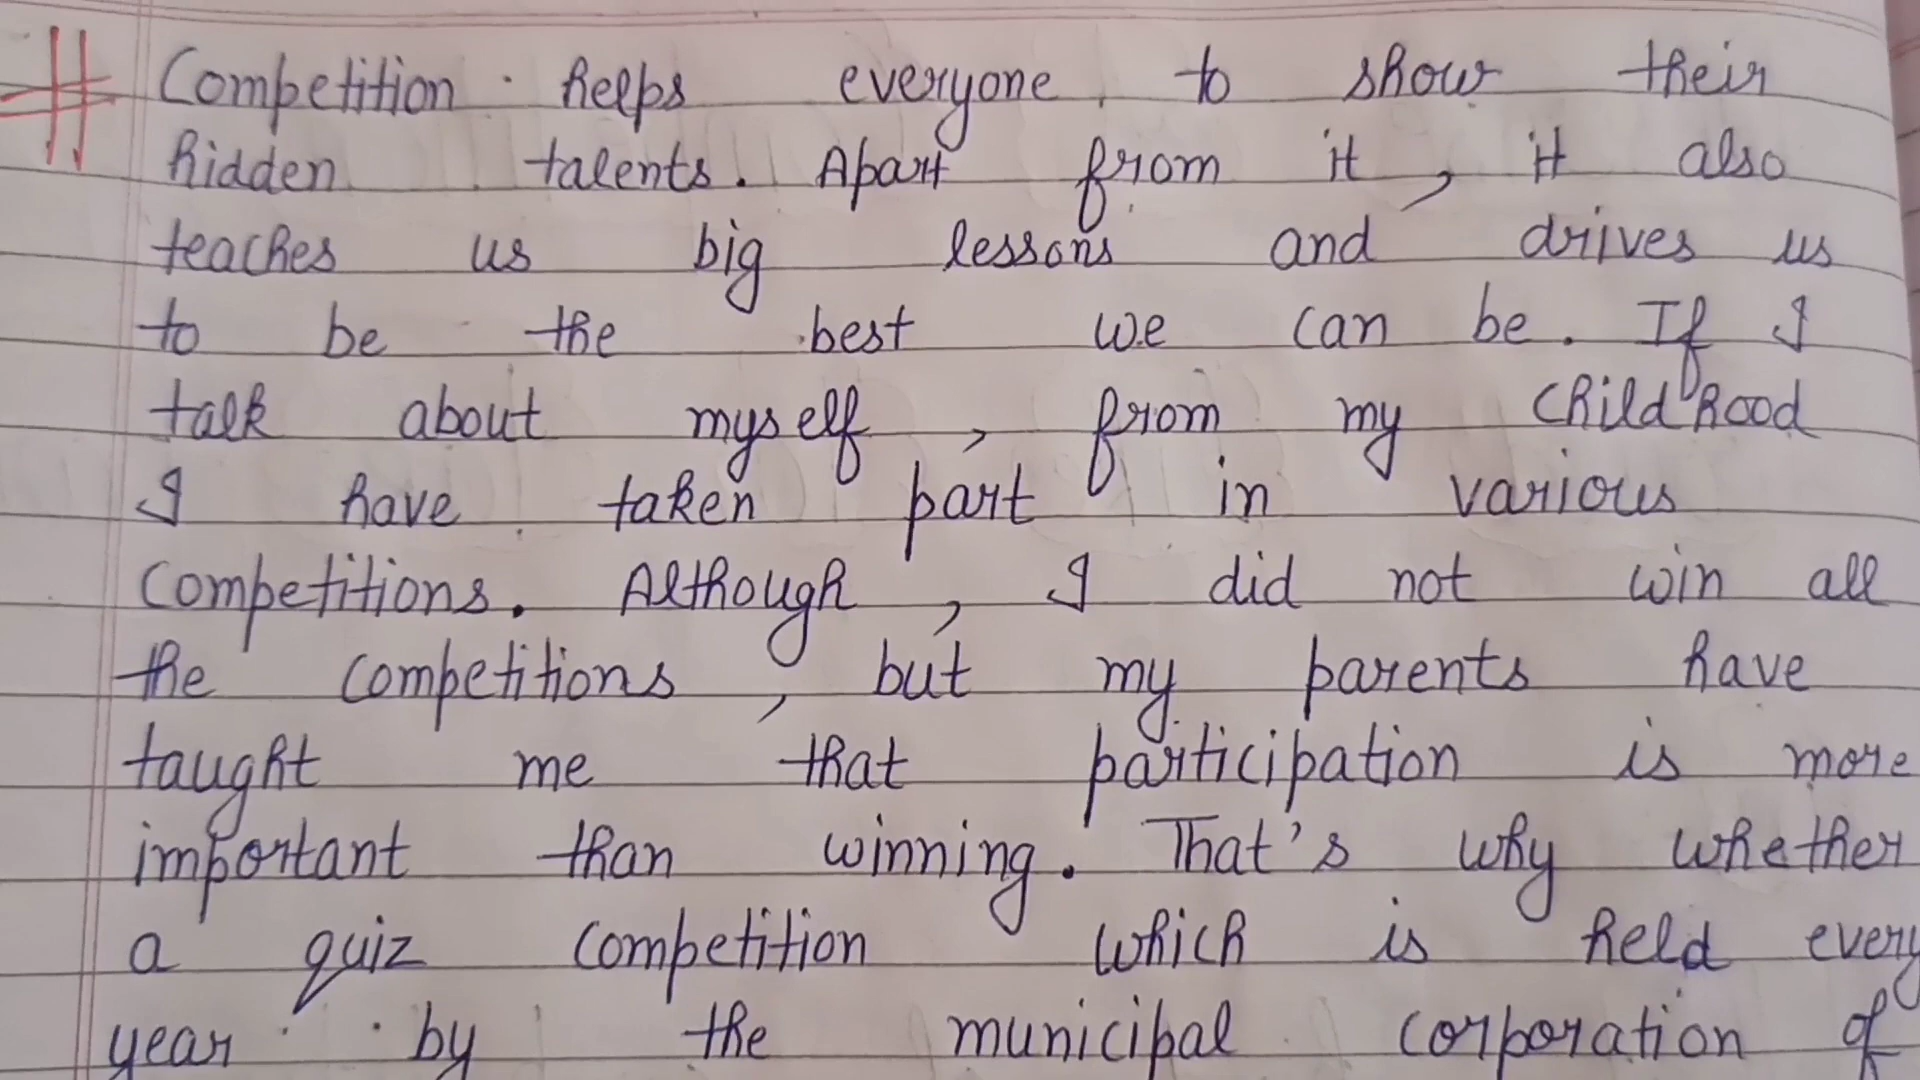 # Competition helps everyone to show their
hidden talents. Apart from it, it also
teaches us big lessons and drives us
to be the best we can be. If I
talk about myself, from my childhood
I have taken part in various
competitions. Although, I did not win all
the competitions, but my parents have
taught me that participation is more
important than winning. That's why whether
a quiz competition which is held every
year by the municipal corporation of